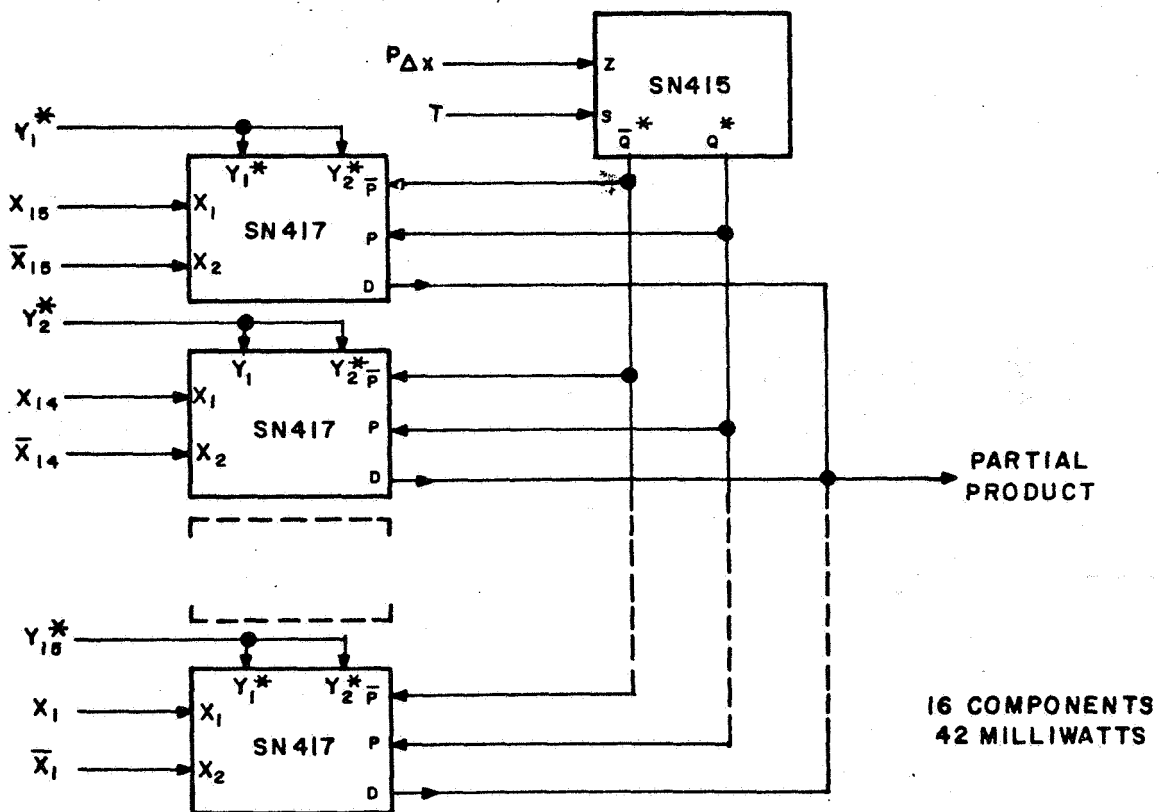 P_ΔX
Z
SN415
T
S
Q̄* Q*
Y₁*
Y₁* Y₂* P̄
X₁₅
X₁
SN417
P
X̄₁₅
X₂
D
Y₂*
Y₁ Y₂* P̄
X₁₄
X₁
SN417
P
X̄₁₄
X₂
D
PARTIAL
PRODUCT
Y₁₅*
Y₁* Y₂* P̄
X₁
X₁
SN417
P
X̄₁
X₂
D
16 COMPONENTS
42 MILLIWATTS